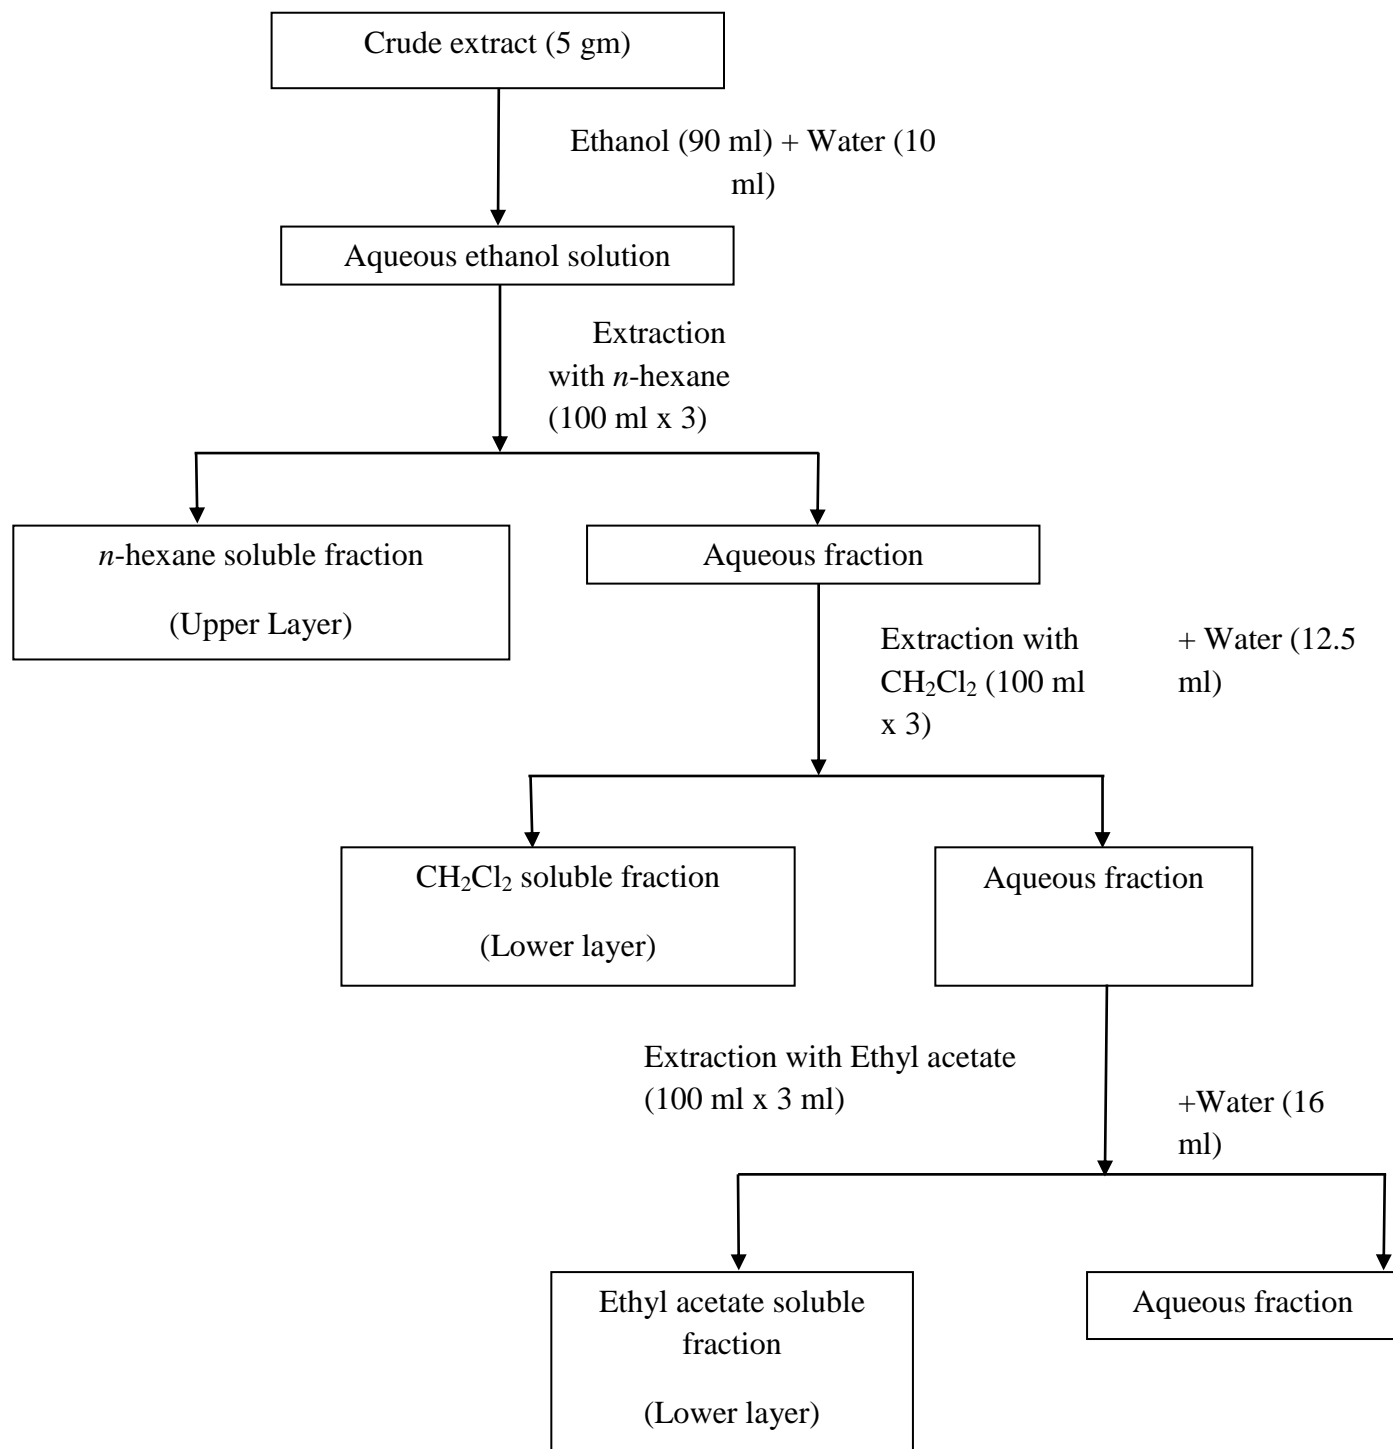 Crude extract (5 gm)
Ethanol (90 ml) + Water (10
ml)
Aqueous ethanol solution
Extraction
with n-hexane
(100 ml x 3)
n-hexane soluble fraction
(Upper Layer)
Aqueous fraction
Extraction with
CH₂Cl₂ (100 ml
x 3)
+ Water (12.5
ml)
CH₂Cl₂ soluble fraction
(Lower layer)
Aqueous fraction
Extraction with Ethyl acetate
(100 ml x 3 ml)
+Water (16
ml)
Ethyl acetate soluble
fraction
(Lower layer)
Aqueous fraction